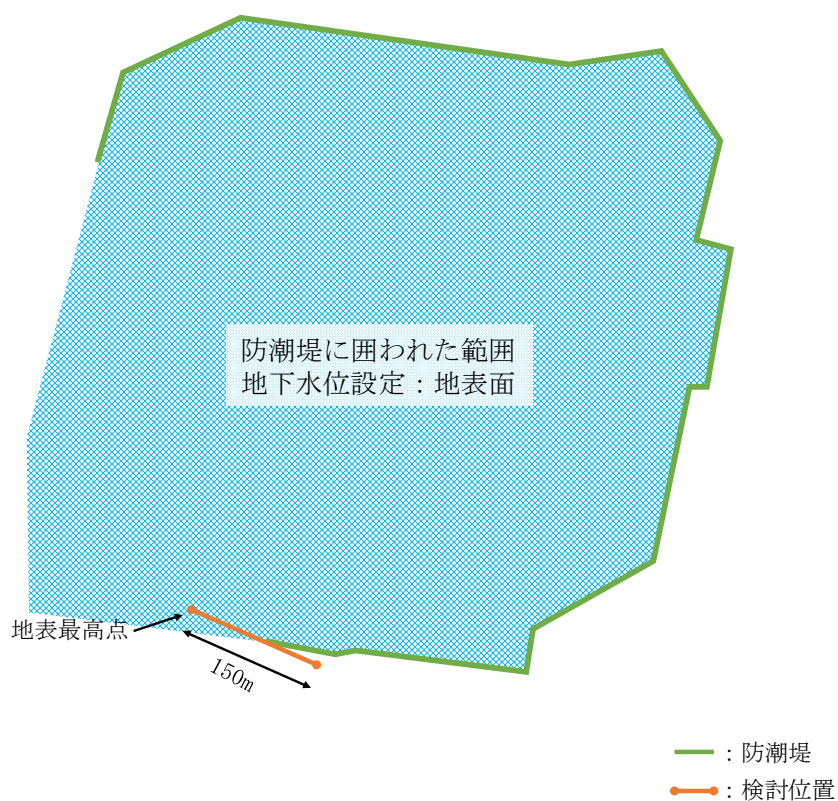 防潮堤に囲われた範囲
地下水位設定：地表面
地表最高点
150m
：防潮堤
：検討位置